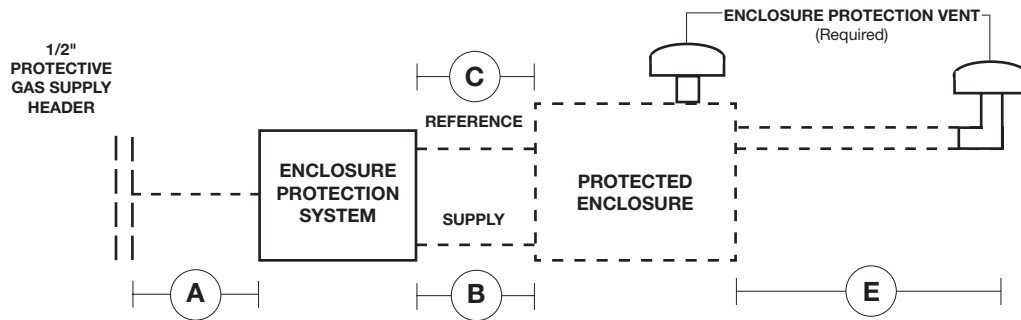 ENCLOSURE PROTECTION VENT
(Required)
1/2"
PROTECTIVE
GAS SUPPLY
HEADER
C
REFERENCE
ENCLOSURE
PROTECTION
SYSTEM
PROTECTED
ENCLOSURE
SUPPLY
A
B
E